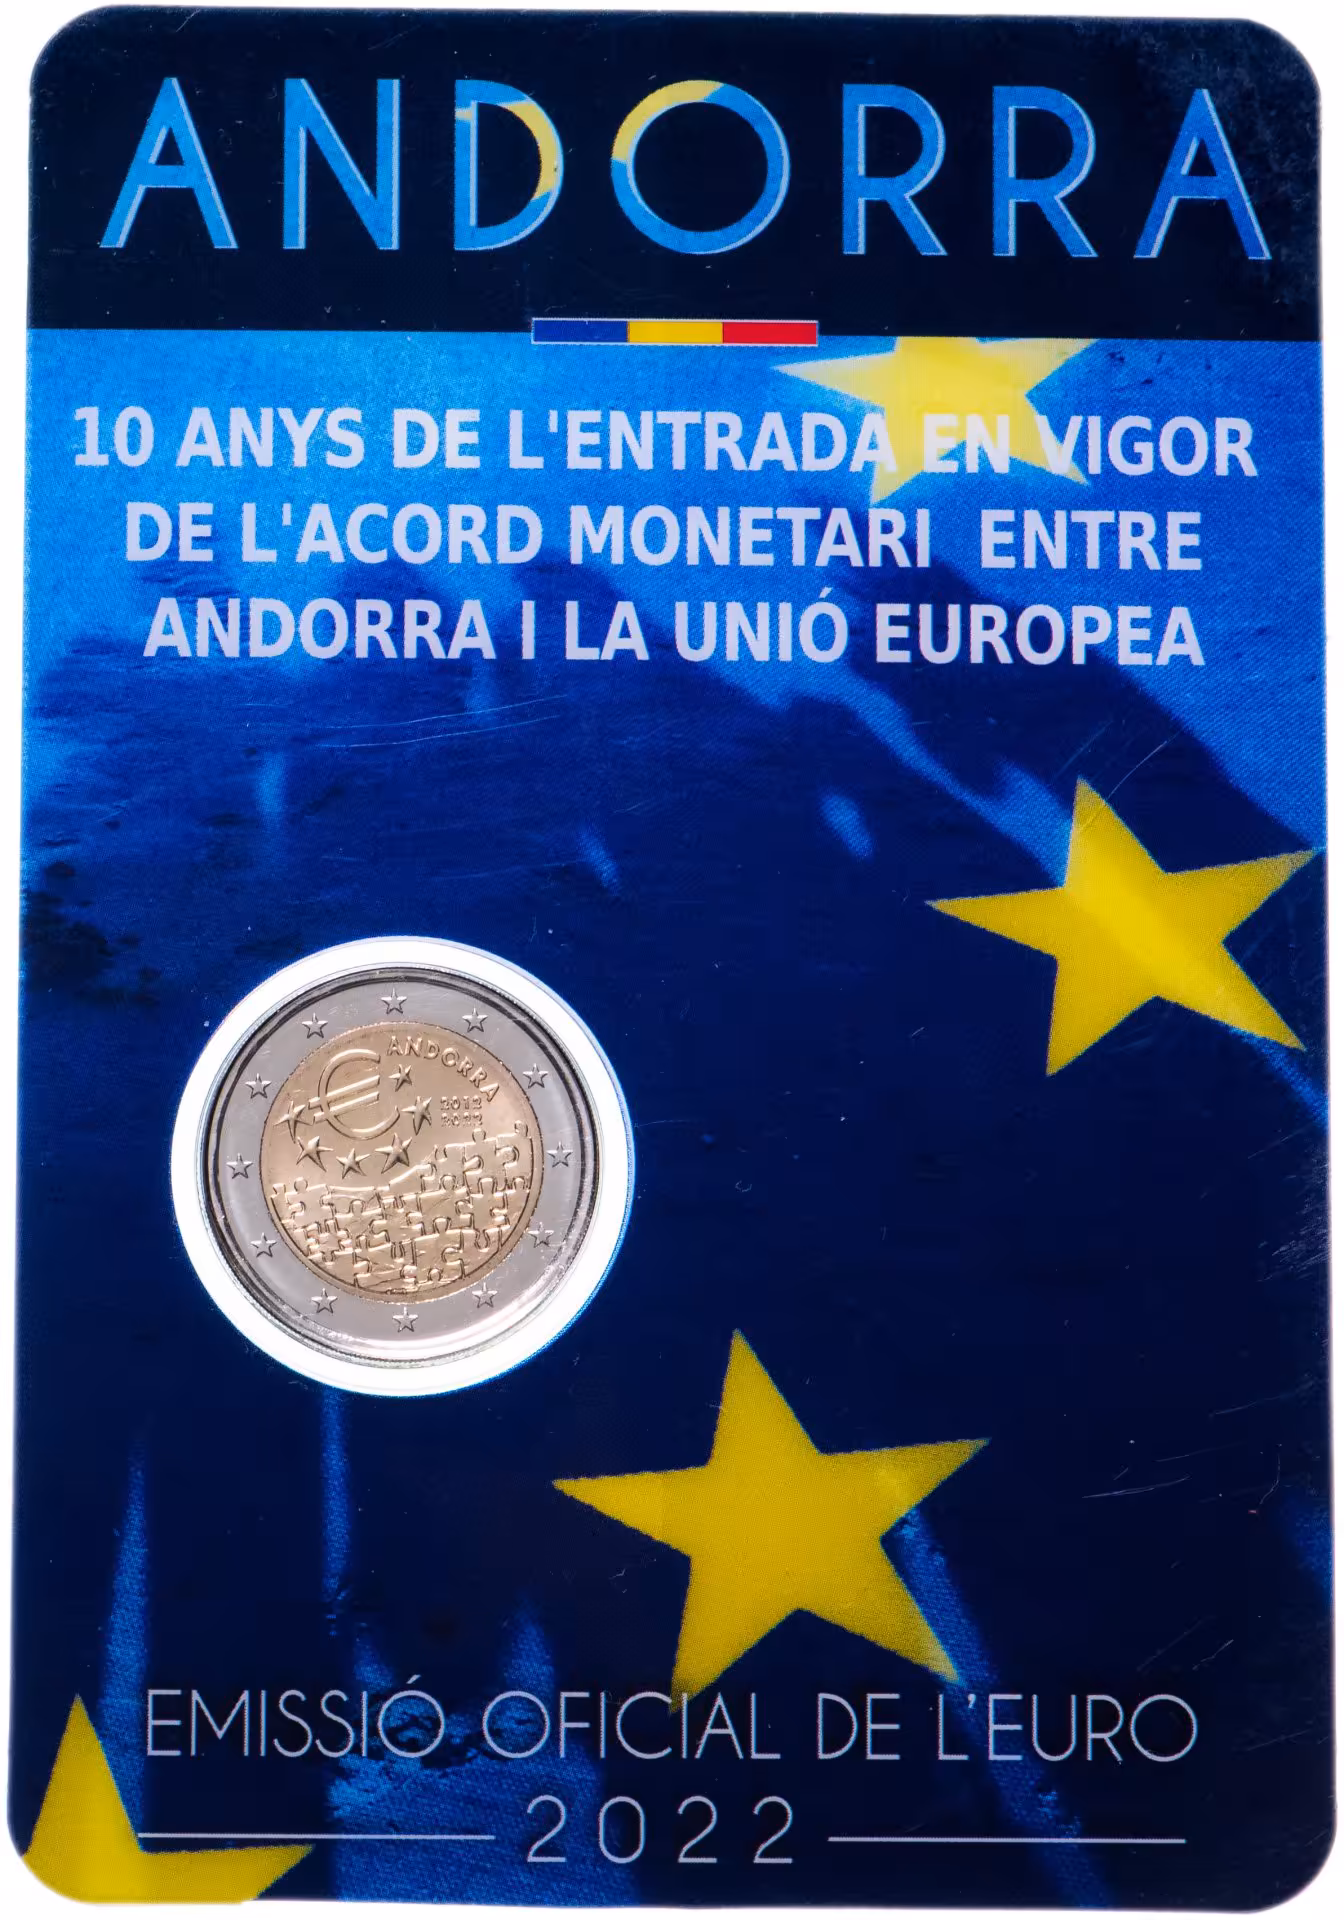 ANDORRA
10 ANYS DE L'ENTRADA EN VIGOR
DE L'ACORD MONETARI ENTRE
ANDORRA I LA UNIÓ EUROPEA
ANDORRA
2012
2022
EMISSIÓ OFICIAL DE L'EURO
2022